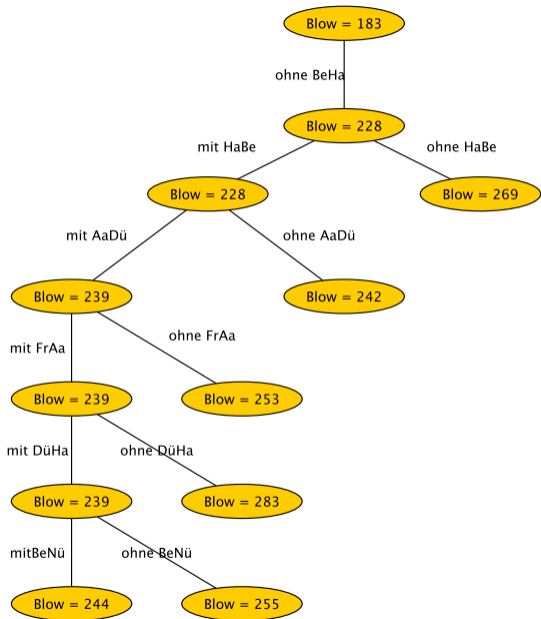 Blow = 183
ohne BeHa
Blow = 228
mit HaBe
ohne HaBe
Blow = 228
Blow = 269
mit AaDü
ohne AaDü
Blow = 239
Blow = 242
mit FrAa
ohne FrAa
Blow = 239
Blow = 253
mit DüHa
ohne DüHa
Blow = 239
Blow = 283
mitBeNü
ohne BeNü
Blow = 244
Blow = 255